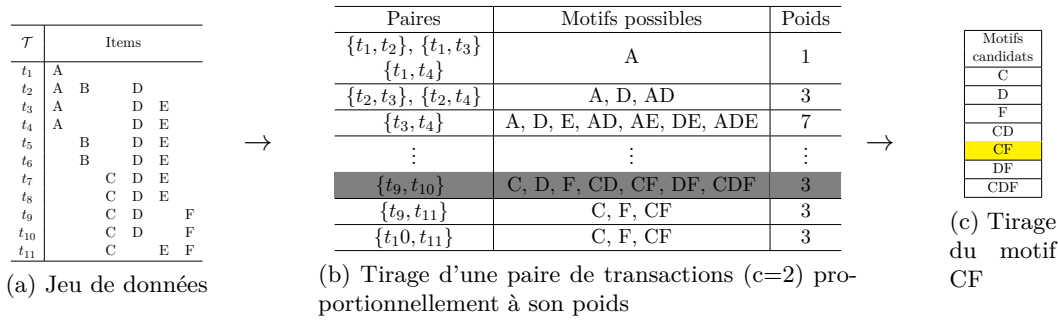 𝒯 Items
t₁ A
t₂ A B D
t₃ A D E
t₄ A D E
t₅ B D E
t₆ B D E
t₇ C D E
t₈ C D E
t₉ C D F
t₁₀ C D F
t₁₁ C E F
(a) Jeu de données
→
Paires Motifs possibles Poids
{t₁, t₂}, {t₁, t₃}
{t₁, t₄} A 1
{t₂, t₃}, {t₂, t₄} A, D, AD 3
{t₃, t₄} A, D, E, AD, AE, DE, ADE 7
⋮ ⋮ ⋮
{t₉, t₁₀} C, D, F, CD, CF, DF, CDF 3
{t₉, t₁₁} C, F, CF 3
{t₁0, t₁₁} C, F, CF 3
(b) Tirage d'une paire de transactions (c=2) pro-
portionnellement à son poids
→
Motifs
candidats
C
D
F
CD
CF
DF
CDF
(c) Tirage
du motif
CF